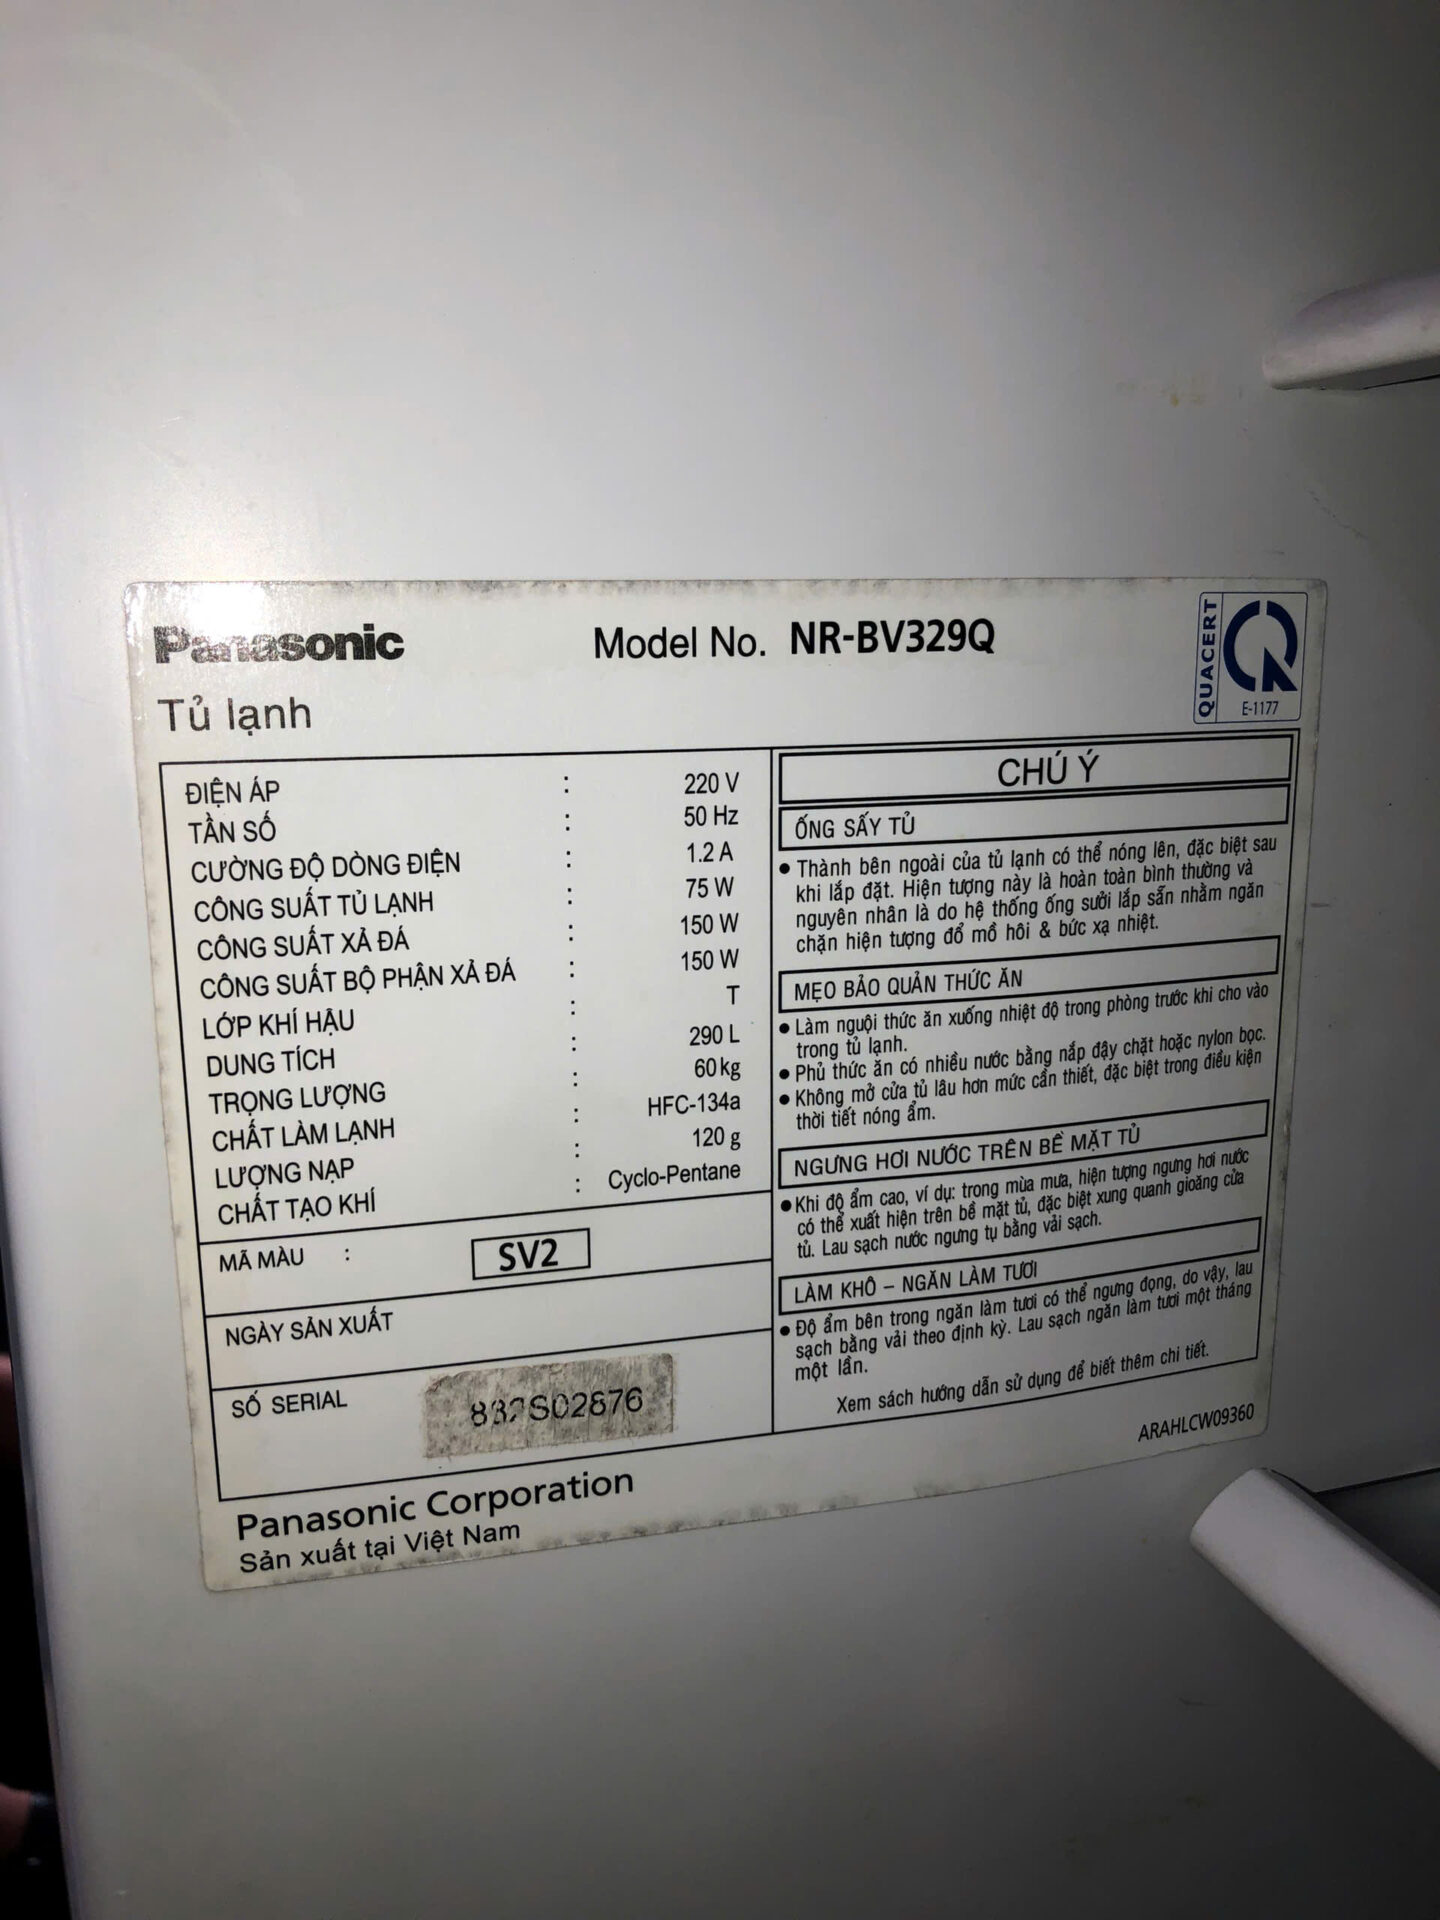 Panasonic
Model No. NR-BV329Q
QUACERT
E-1177
Tủ lạnh
ĐIỆN ÁP : 220 V
TẦN SỐ : 50 Hz
CƯỜNG ĐỘ DÒNG ĐIỆN : 1.2 A
CÔNG SUẤT TỦ LẠNH : 75 W
CÔNG SUẤT XẢ ĐÁ : 150 W
CÔNG SUẤT BỘ PHẬN XẢ ĐÁ : 150 W
LỚP KHÍ HẬU : T
DUNG TÍCH : 290 L
TRỌNG LƯỢNG : 60 kg
CHẤT LÀM LẠNH : HFC-134a
LƯỢNG NẠP : 120 g
CHẤT TẠO KHÍ : Cyclo-Pentane
MÃ MÀU : SV2
NGÀY SẢN XUẤT
SỐ SERIAL
CHÚ Ý
ỐNG SẤY TỦ
● Thành bên ngoài của tủ lạnh có thể nóng lên, đặc biệt sau
khi lắp đặt. Hiện tượng này là hoàn toàn bình thường và
nguyên nhân là do hệ thống ống sưởi lắp sẵn nhằm ngăn
chặn hiện tượng đổ mồ hôi & bức xạ nhiệt.
MẸO BẢO QUẢN THỨC ĂN
● Làm nguội thức ăn xuống nhiệt độ trong phòng trước khi cho vào
trong tủ lạnh.
● Phủ thức ăn có nhiều nước bằng nắp đậy chặt hoặc nylon bọc.
● Không mở cửa tủ lâu hơn mức cần thiết, đặc biệt trong điều kiện
thời tiết nóng ẩm.
NGƯNG HƠI NƯỚC TRÊN BỀ MẶT TỦ
● Khi độ ẩm cao, ví dụ: trong mùa mưa, hiện tượng ngưng hơi nước
có thể xuất hiện trên bề mặt tủ, đặc biệt xung quanh gioăng cửa
tủ. Lau sạch nước ngưng tụ bằng vải sạch.
LÀM KHÔ – NGĂN LÀM TƯƠI
● Độ ẩm bên trong ngăn làm tươi có thể ngưng đọng, do vậy, lau
sạch bằng vải theo định kỳ. Lau sạch ngăn làm tươi một tháng
một lần.
Xem sách hướng dẫn sử dụng để biết thêm chi tiết.
ARAHLCW09360
Panasonic Corporation
Sản xuất tại Việt Nam